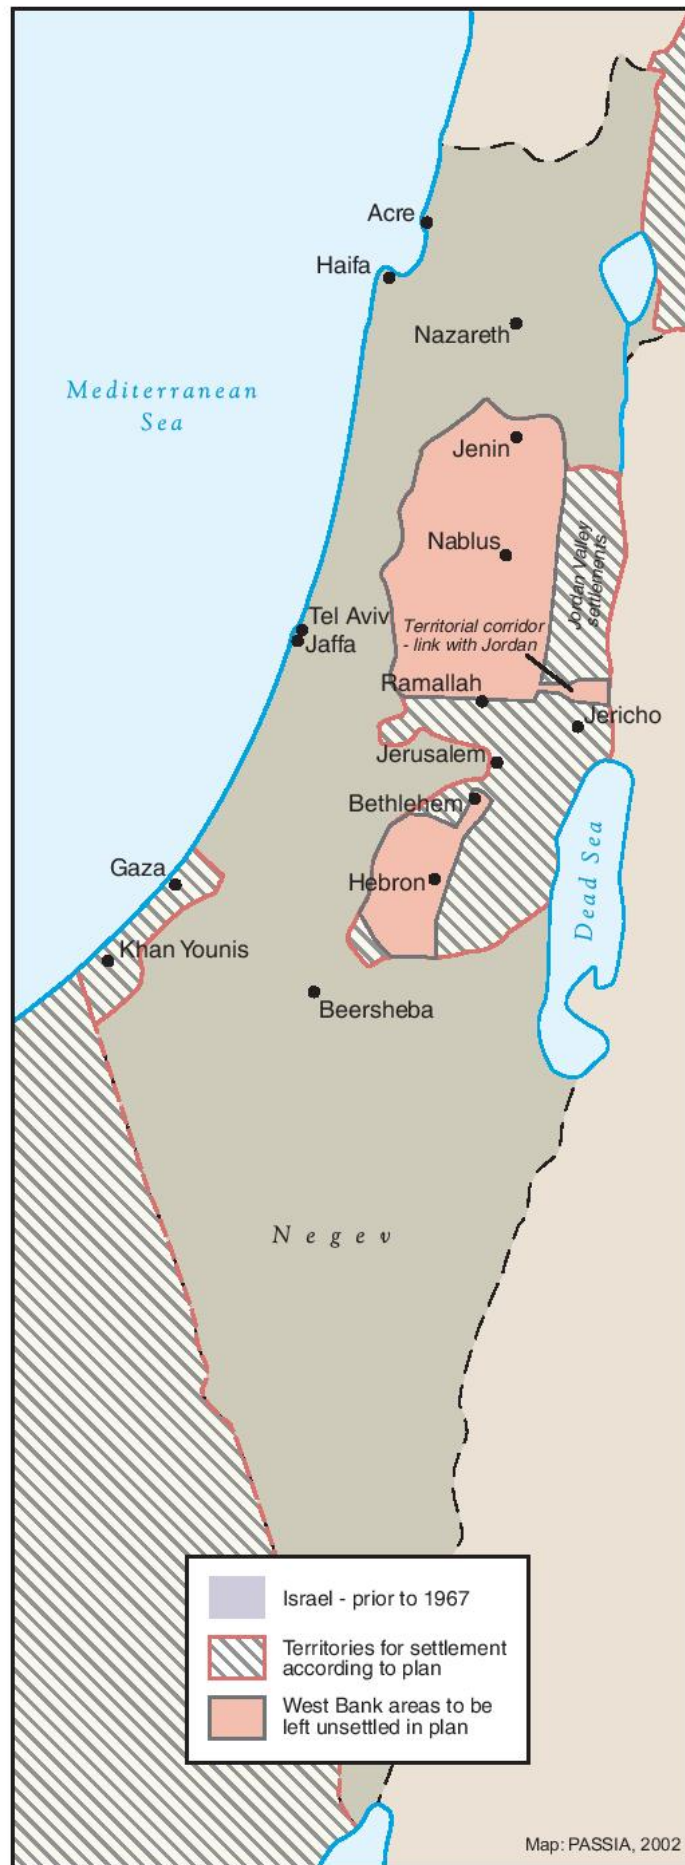 Acre
Haifa
Nazareth
Mediterranean
Sea
Jenin
Nablus
Jordan Valley
settlements
Tel Aviv
Jaffa
Territorial corridor
- link with Jordan
Ramallah
Jericho
Jerusalem
Bethlehem
Gaza
Hebron
Dead Sea
Khan Younis
Beersheba
Negev
Israel - prior to 1967
Territories for settlement
according to plan
West Bank areas to be
left unsettled in plan
Map: PASSIA, 2002